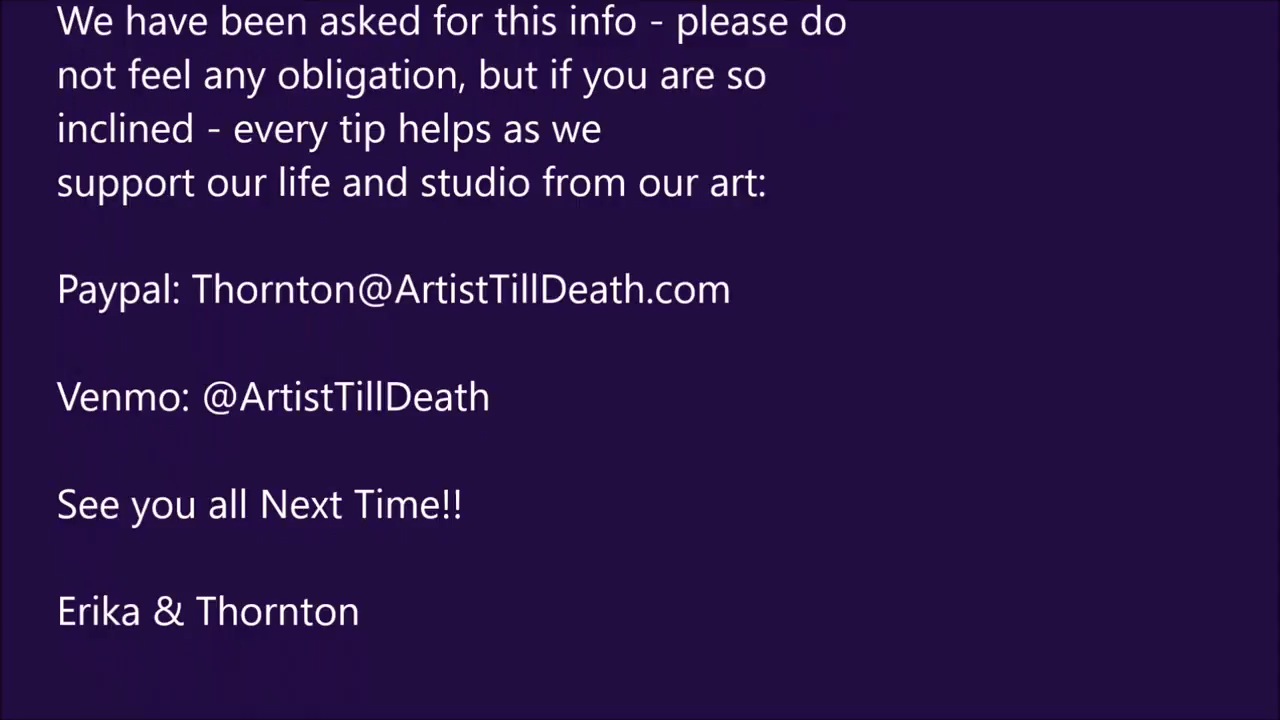 We have been asked for this info - please do
not feel any obligation, but if you are so
inclined - every tip helps as we
support our life and studio from our art:
Paypal: Thornton@ArtistTillDeath.com
Venmo: @ArtistTillDeath
See you all Next Time!!
Erika & Thornton